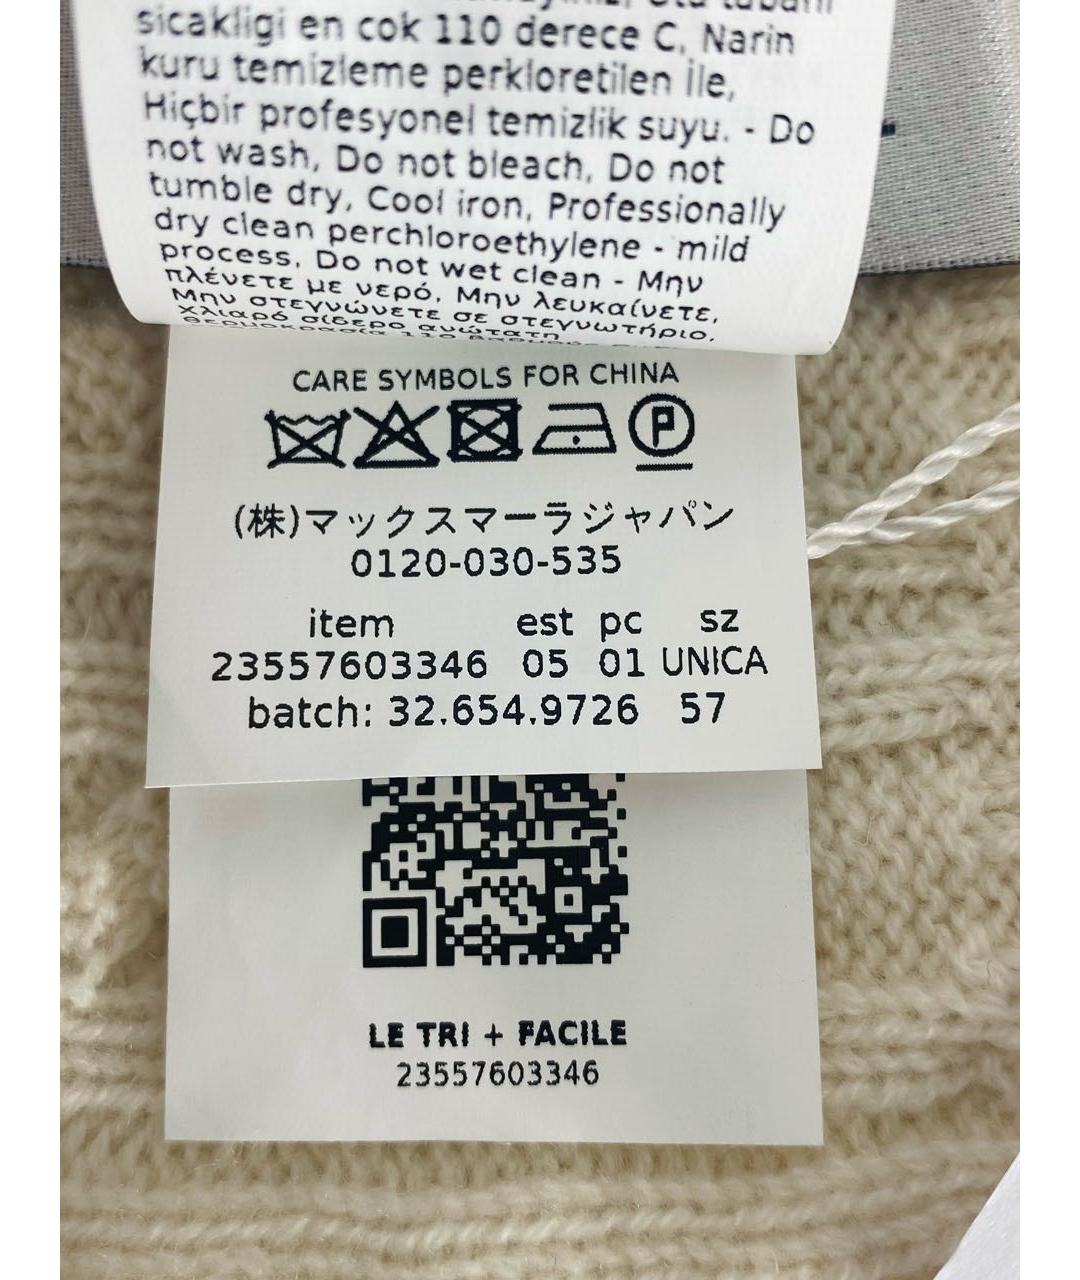 sicakligi en cok 110 derece C, Narin
kuru temizleme perkloretilen İle,
Hiçbir profesyonel temizlik suyu. - Do
not wash, Do not bleach, Do not
tumble dry, Cool iron, Professionally
dry clean perchloroethylene - mild
process, Do not wet clean - Μην
πλένετε με νερό, Μην λευκαίνετε,
Μην στεγνώνετε σε στεγνωτήριο,
Χλιαρό σίδερο ανώτατη
CARE SYMBOLS FOR CHINA
P
(株)マックスマーラジャパン
0120-030-535
item est pc sz
23557603346 05 01 UNICA
batch: 32.654.9726 57
LE TRI + FACILE
23557603346